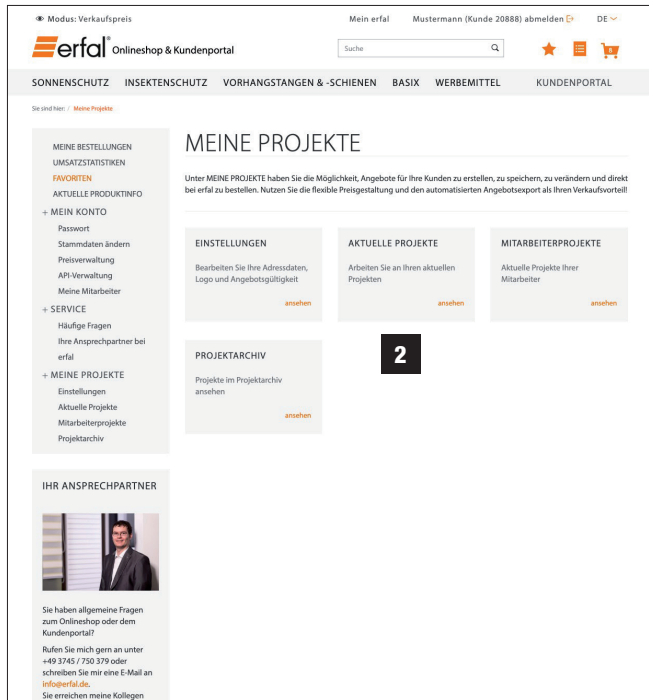 Modus: Verkaufspreis
Mein erfal
Mustermann (Kunde 20888) abmelden
DE
erfal Onlineshop & Kundenportal
Suche
8
SONNENSCHUTZ INSEKTENSCHUTZ VORHANGSTANGEN & -SCHIENEN BASIX WERBEMITTEL KUNDENPORTAL
Sie sind hier: / Meine Projekte
MEINE BESTELLUNGEN
UMSATZSTATISTIKEN
FAVORITEN
AKTUELLE PRODUKTINFO
+ MEIN KONTO
Passwort
Stammdaten ändern
Preisverwaltung
API-Verwaltung
Meine Mitarbeiter
+ SERVICE
Häufige Fragen
Ihre Ansprechpartner bei
erfal
+ MEINE PROJEKTE
Einstellungen
Aktuelle Projekte
Mitarbeiterprojekte
Projektarchiv
IHR ANSPRECHPARTNER
Sie haben allgemeine Fragen
zum Onlineshop oder dem
Kundenportal?
Rufen Sie mich gern an unter
+49 3745 / 750 379 oder
schreiben Sie mir eine E-Mail an
info@erfal.de.
Sie erreichen meine Kollegen
MEINE PROJEKTE
Unter MEINE PROJEKTE haben Sie die Möglichkeit, Angebote für Ihre Kunden zu erstellen, zu speichern, zu verändern und direkt
bei erfal zu bestellen. Nutzen Sie die flexible Preisgestaltung und den automatisierten Angebotsexport als Ihren Verkaufsvorteil!
EINSTELLUNGEN
Bearbeiten Sie Ihre Adressdaten,
Logo und Angebotsgültigkeit
ansehen
AKTUELLE PROJEKTE
Arbeiten Sie an Ihren aktuellen
Projekten
ansehen
MITARBEITERPROJEKTE
Aktuelle Projekte Ihrer
Mitarbeiter
ansehen
PROJEKTARCHIV
Projekte im Projektarchiv
ansehen
ansehen
2